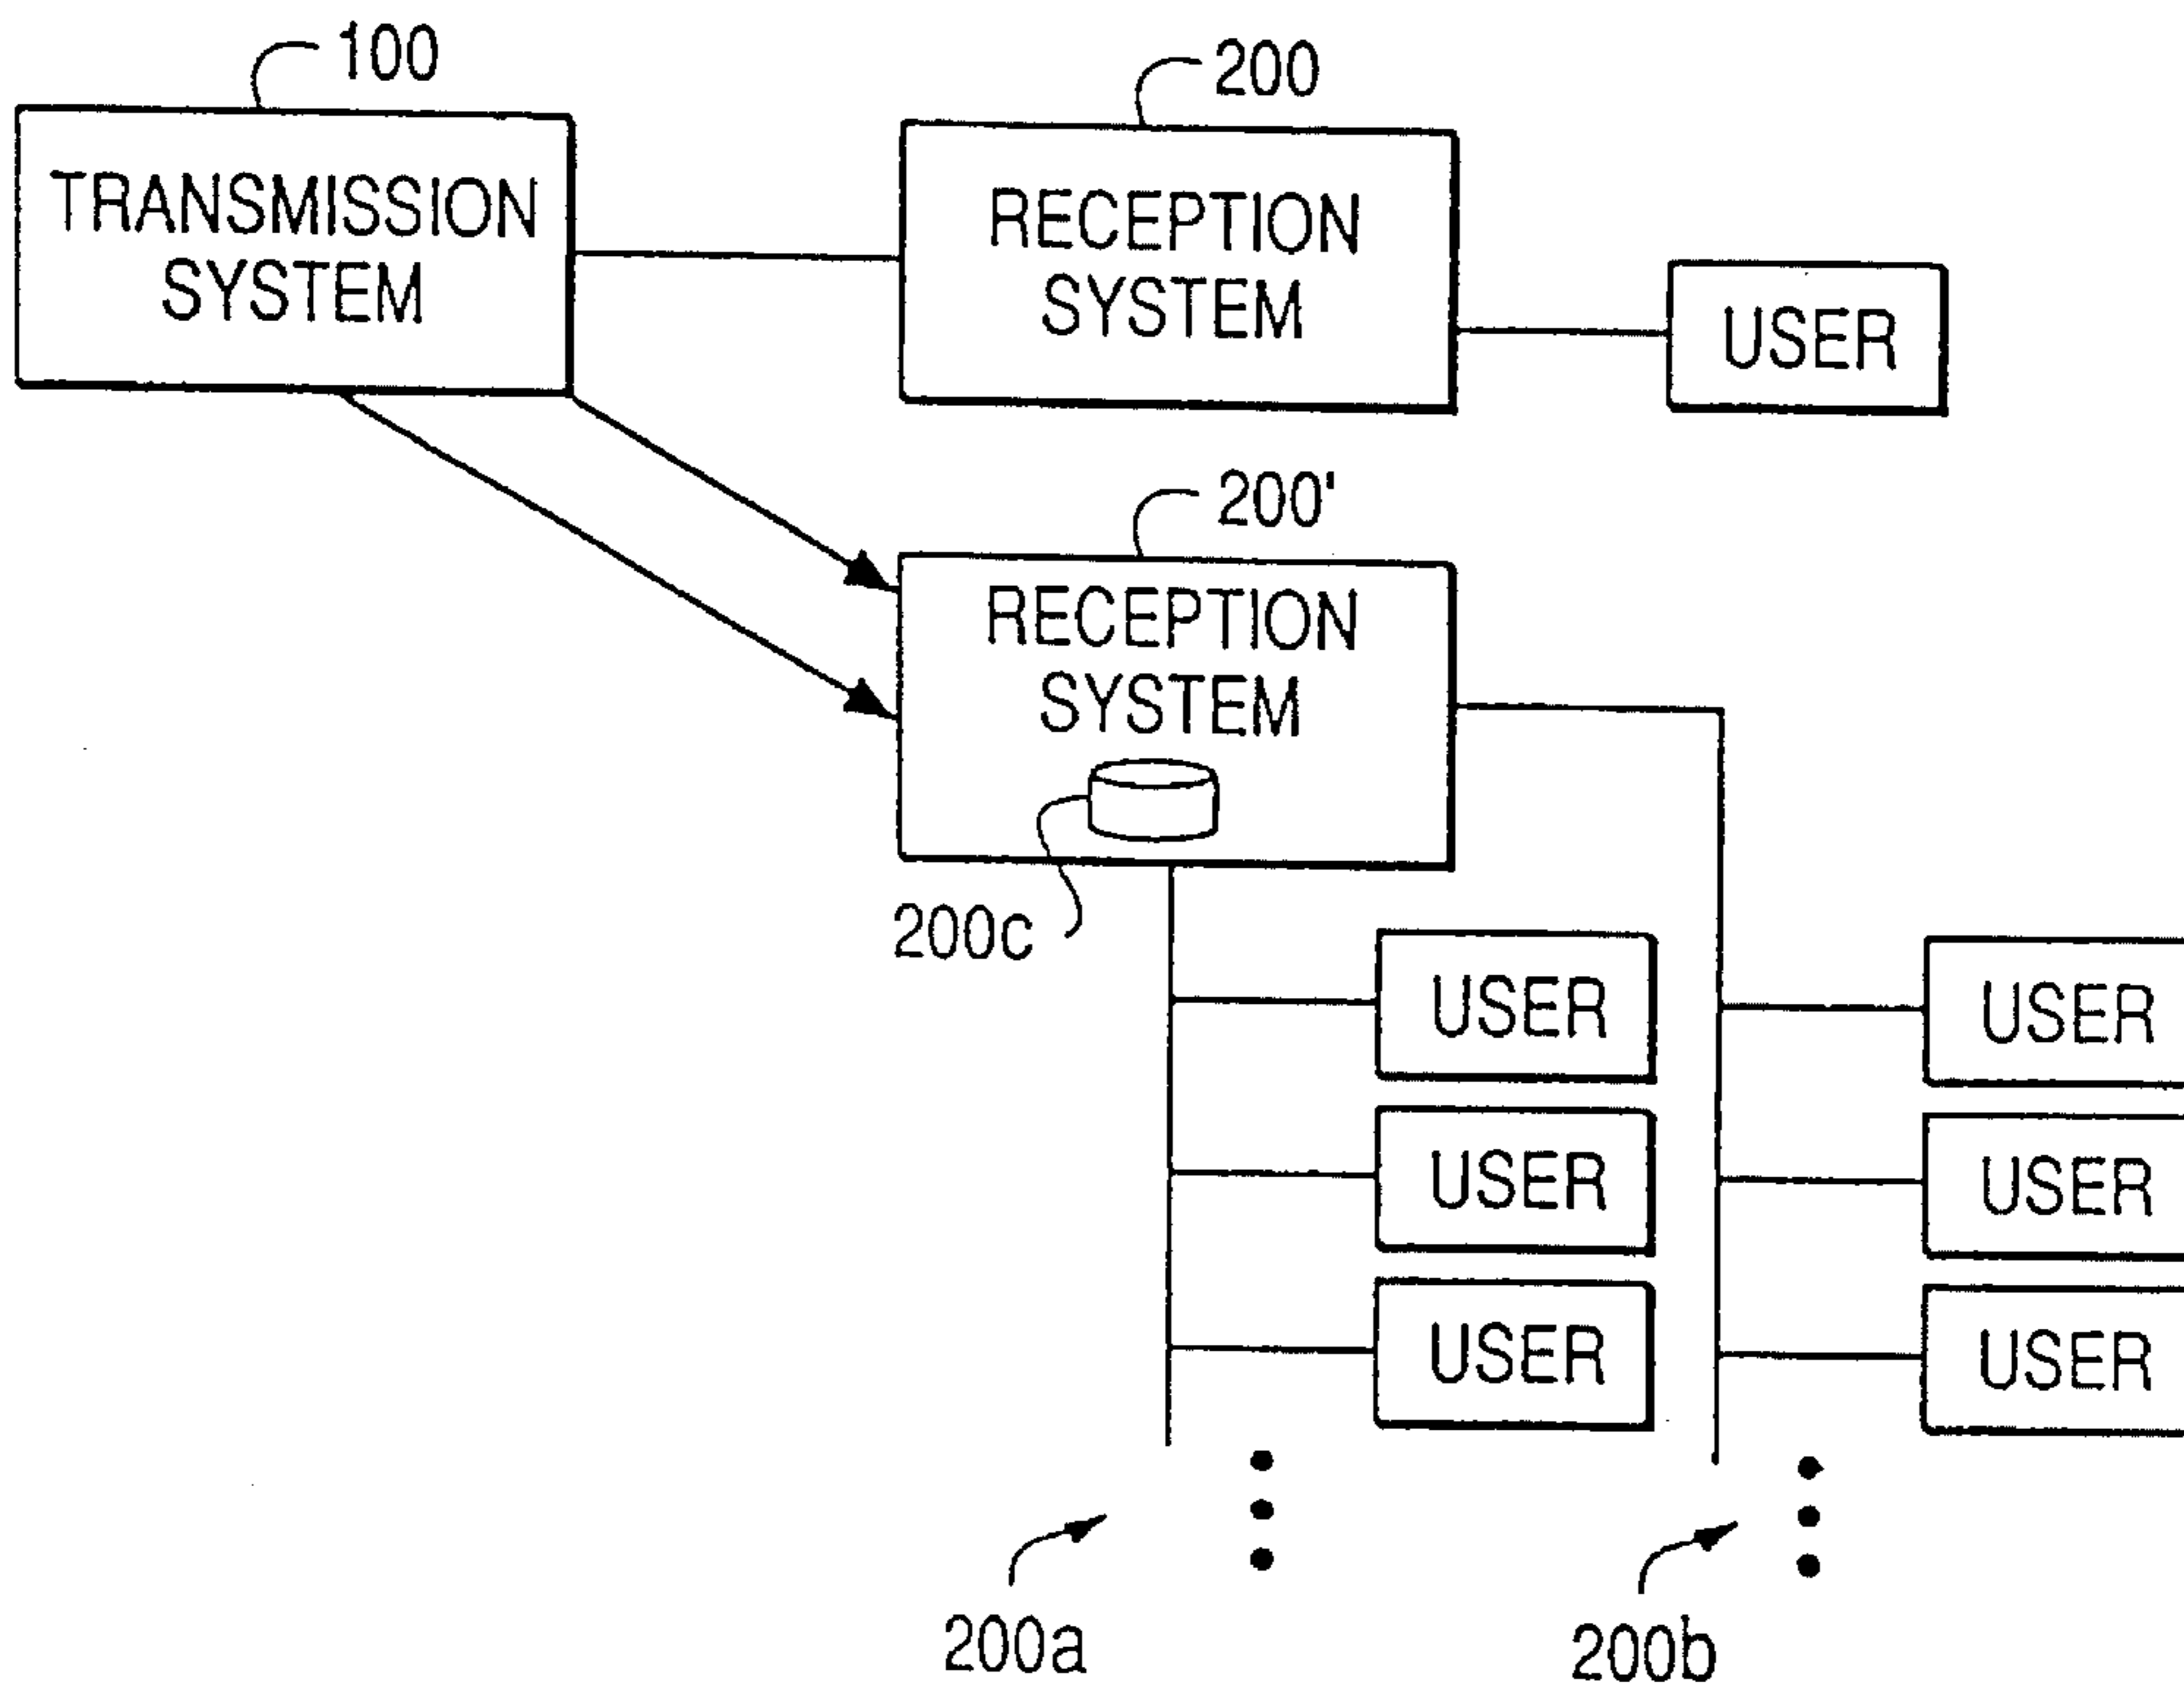 100
200
TRANSMISSION
SYSTEM
RECEPTION
SYSTEM
USER
200'
RECEPTION
SYSTEM
200c
USER
USER
USER
USER
USER
USER
200a
200b